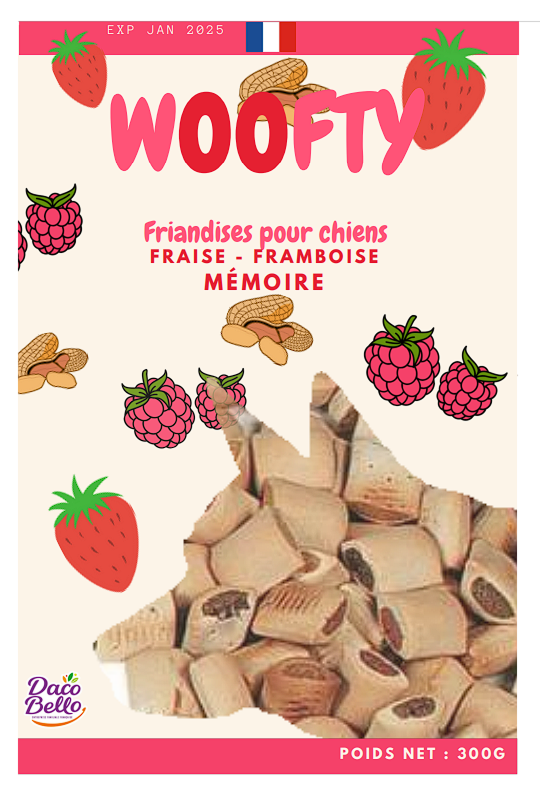 EXP JAN 2025
WOOFTY
Friandises pour chiens
FRAISE - FRAMBOISE
MÉMOIRE
Daco
Bello
POIDS NET : 300G